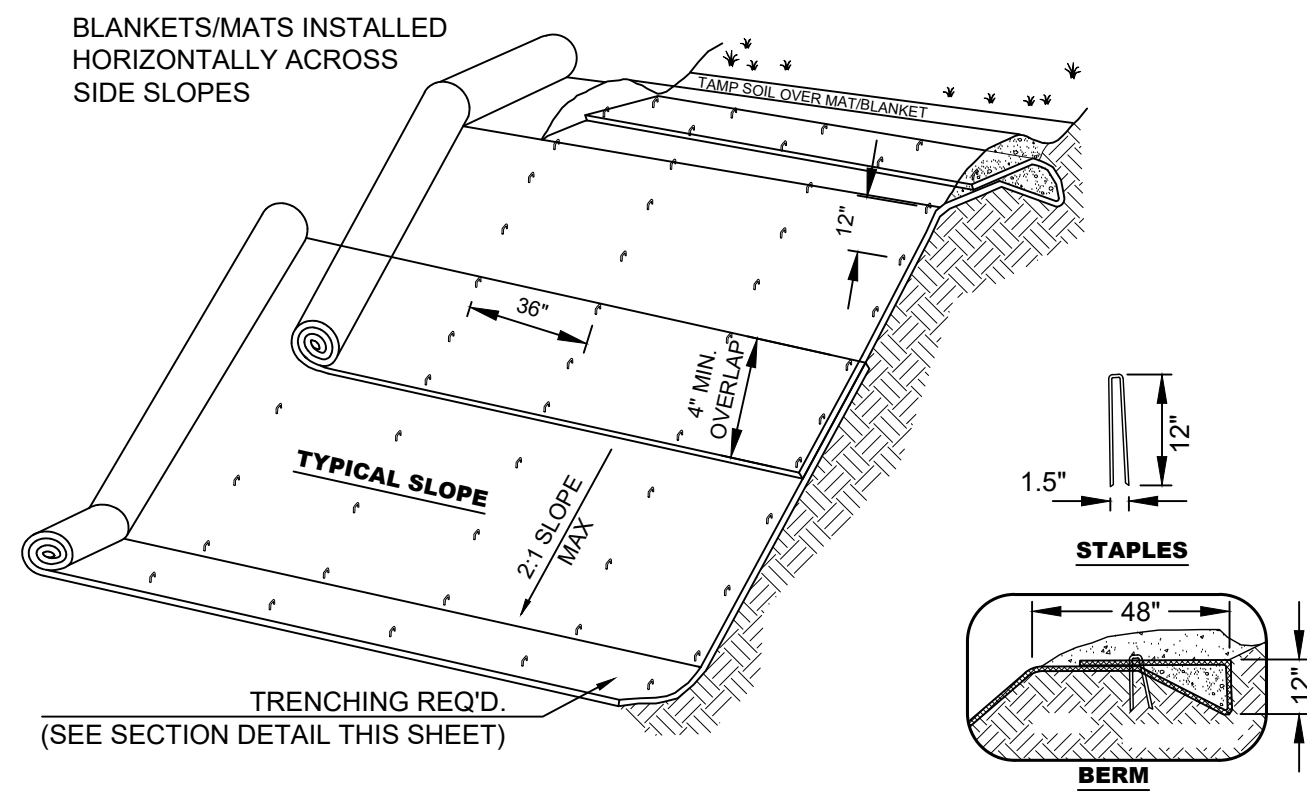 BLANKETS/MATS INSTALLED
HORIZONTALLY ACROSS
SIDE SLOPES
TAMP SOIL OVER MAT/BLANKET
12"
36"
4" MIN.
OVERLAP
TYPICAL SLOPE
2:1 SLOPE
MAX
TRENCHING REQ'D.
(SEE SECTION DETAIL THIS SHEET)
12"
1.5"
STAPLES
48"
12"
BERM